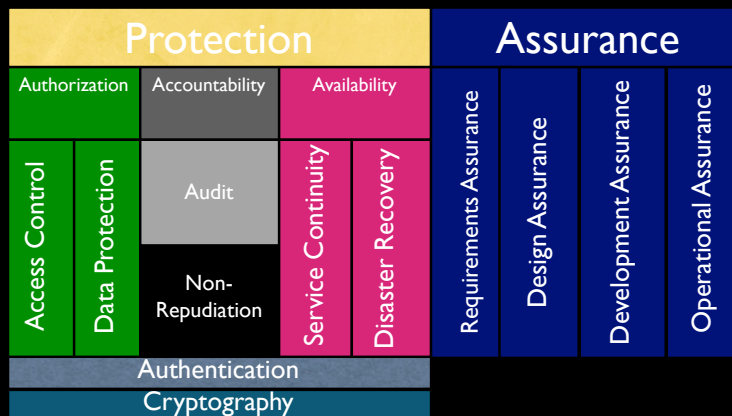 Protection
Assurance
Authorization
Accountability
Availability
Access Control
Data Protection
Audit
Non-
Repudiation
Service Continuity
Disaster Recovery
Requirements Assurance
Design Assurance
Development Assurance
Operational Assurance
Authentication
Cryptography